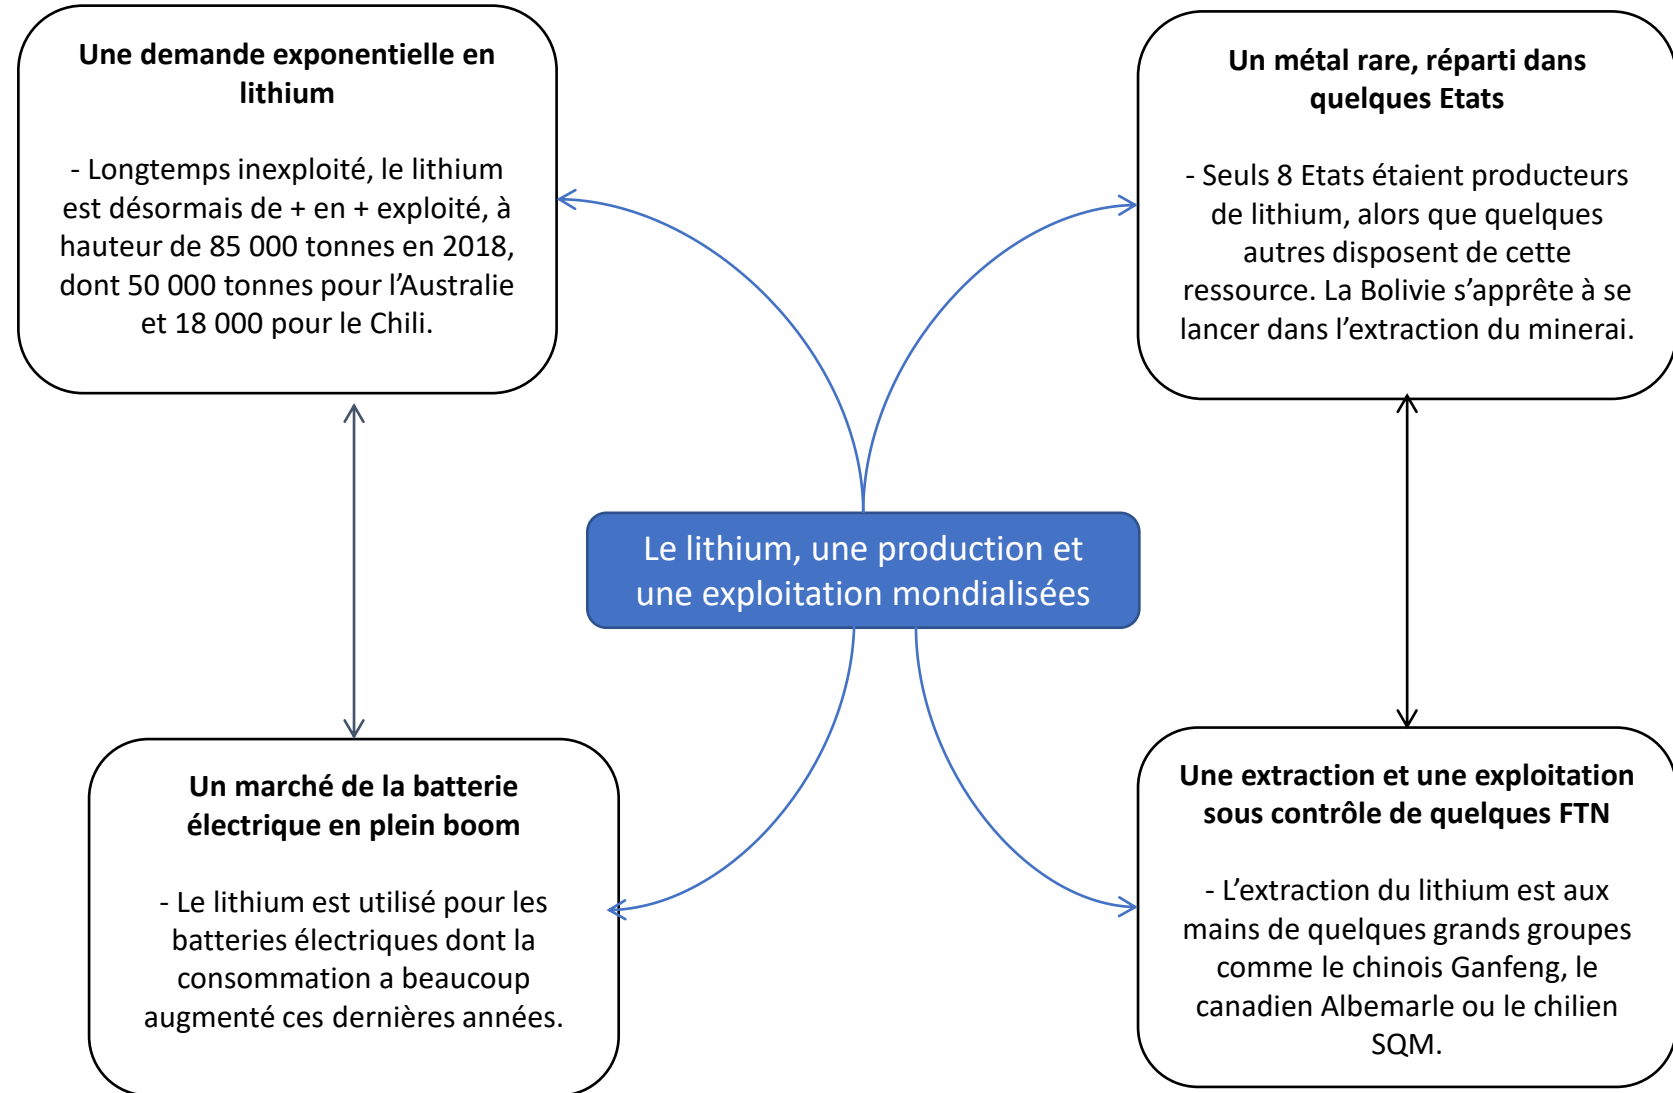 Une demande exponentielle en
lithium
- Longtemps inexploité, le lithium
est désormais de + en + exploité, à
hauteur de 85 000 tonnes en 2018,
dont 50 000 tonnes pour l’Australie
et 18 000 pour le Chili.
Un métal rare, réparti dans
quelques Etats
- Seuls 8 Etats étaient producteurs
de lithium, alors que quelques
autres disposent de cette
ressource. La Bolivie s’apprête à se
lancer dans l’extraction du minerai.
Le lithium, une production et
une exploitation mondialisées
Un marché de la batterie
électrique en plein boom
- Le lithium est utilisé pour les
batteries électriques dont la
consommation a beaucoup
augmenté ces dernières années.
Une extraction et une exploitation
sous contrôle de quelques FTN
- L’extraction du lithium est aux
mains de quelques grands groupes
comme le chinois Ganfeng, le
canadien Albemarle ou le chilien
SQM.